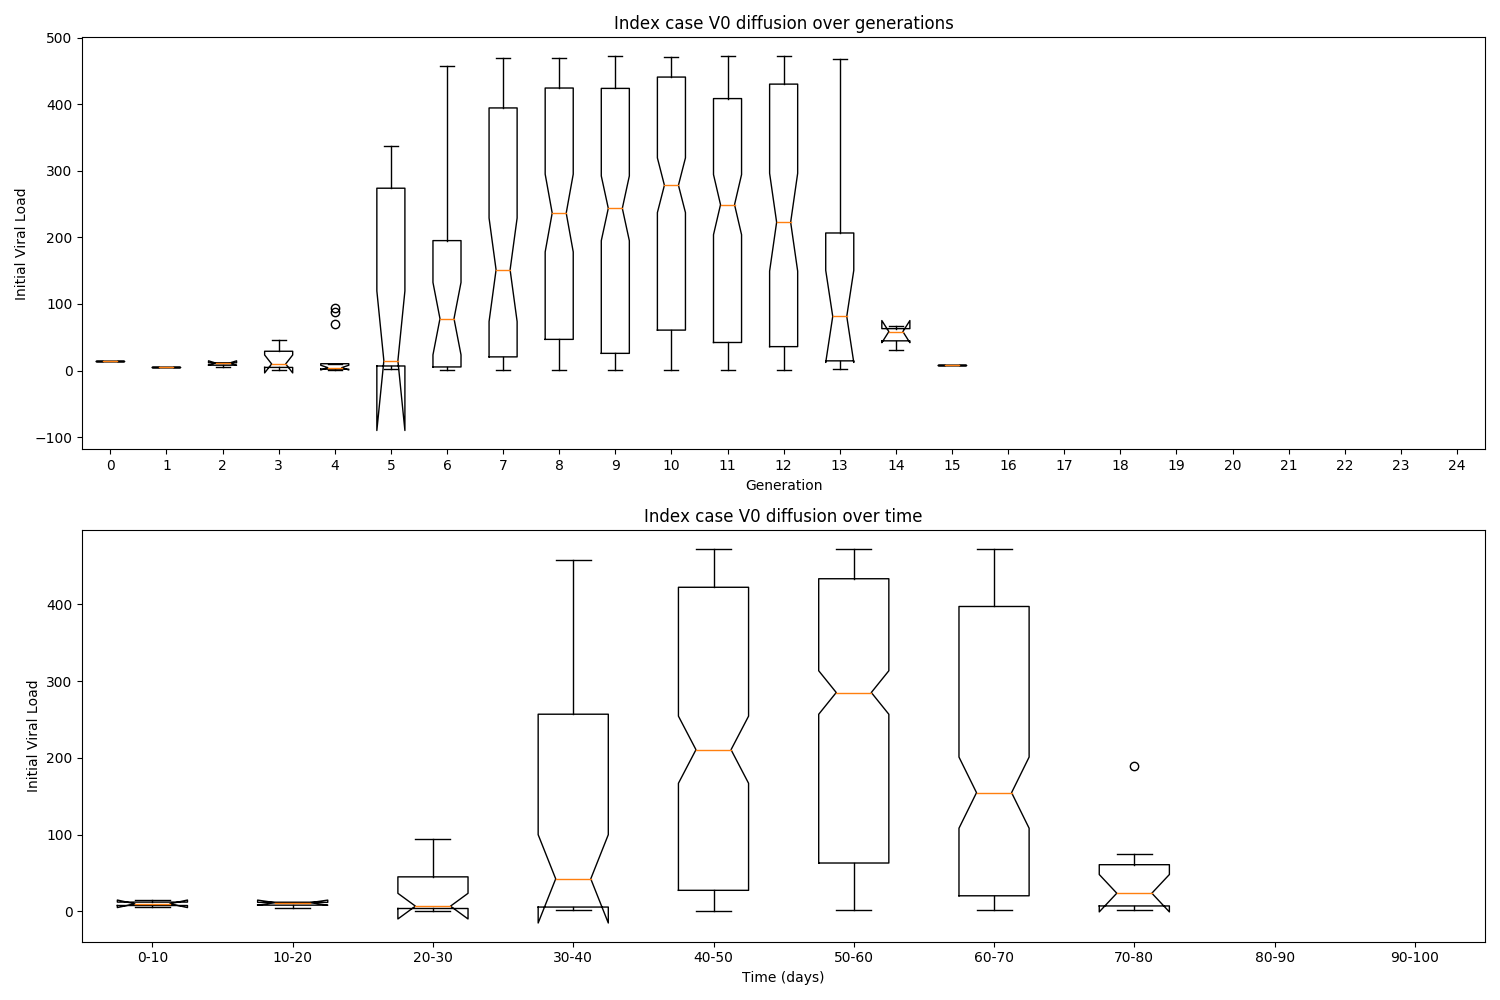 Index case V0 diffusion over generations
500
400
300
200
100
0
−100
Initial Viral Load
0 1 2 3 4 5 6 7 8 9 10 11 12 13 14 15 16 17 18 19 20 21 22 23 24
Generation
Index case V0 diffusion over time
400
300
200
100
0
Initial Viral Load
0-10 10-20 20-30 30-40 40-50 50-60 60-70 70-80 80-90 90-100
Time (days)